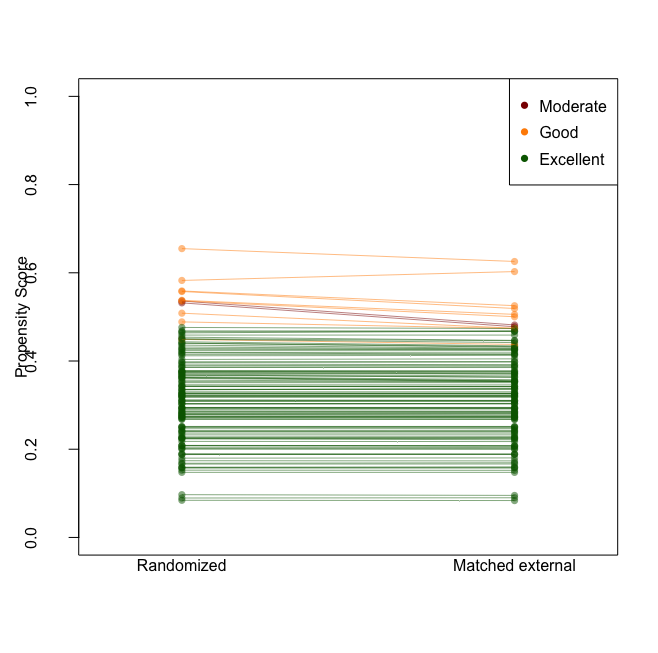 1.0
0.8
0.6
0.4
0.2
0.0
Propensity Score
Moderate
Good
Excellent
Randomized
Matched external